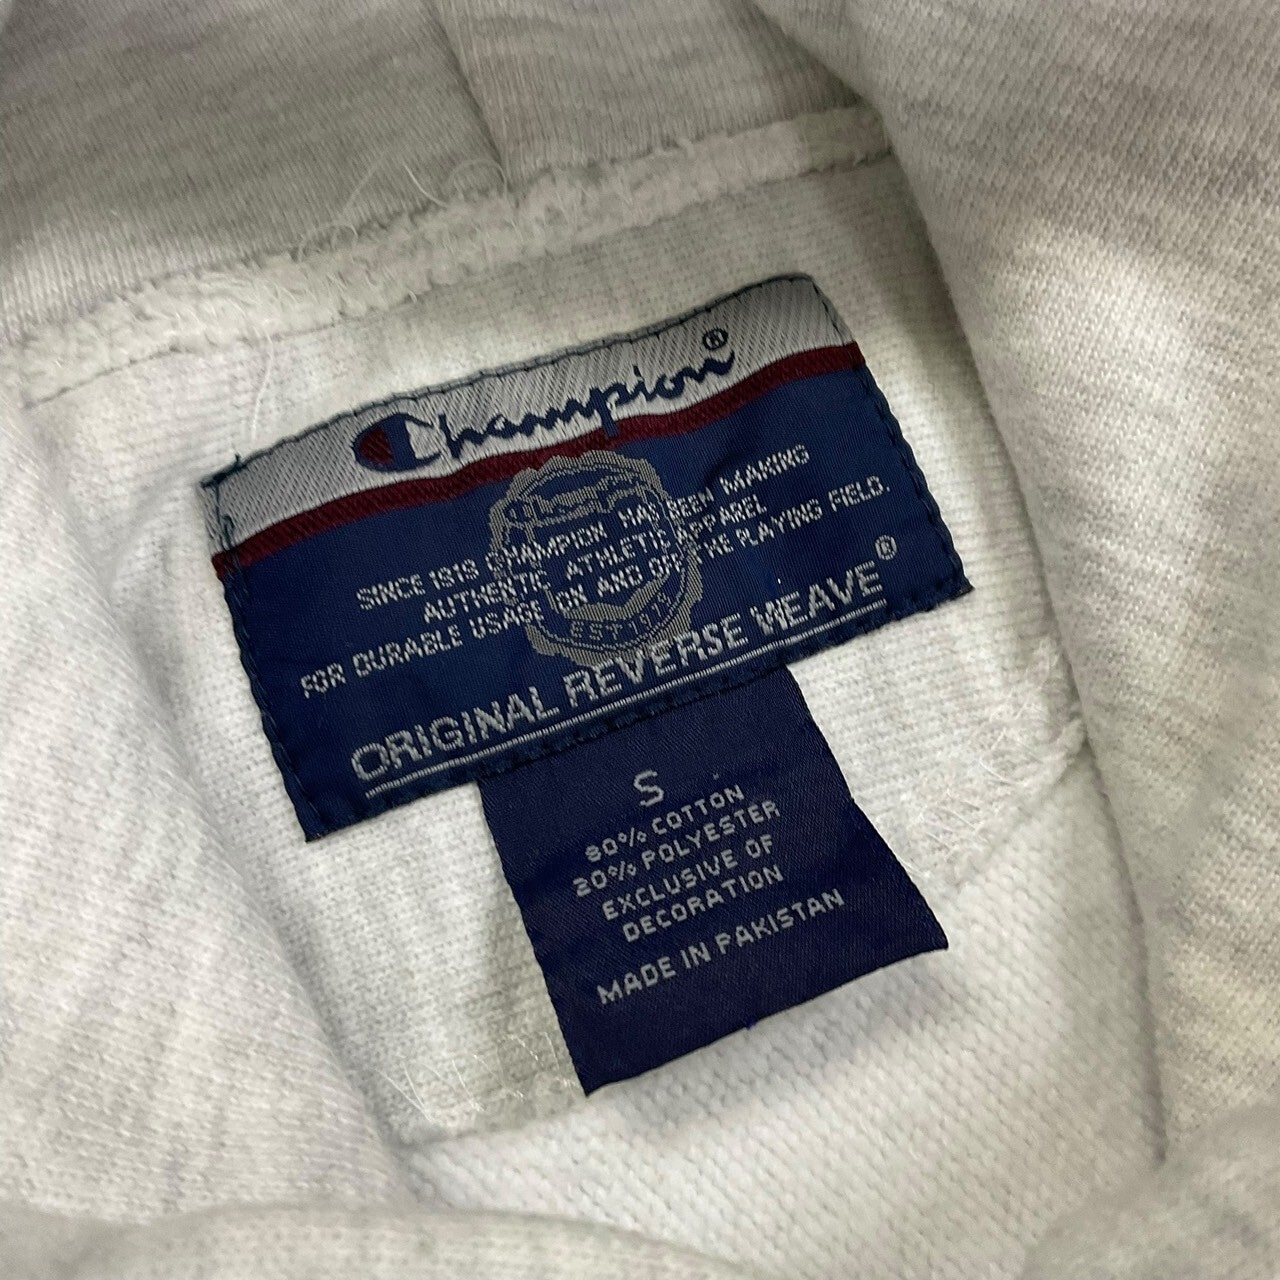 Champion®
SINCE 1919 CHAMPION HAS BEEN MAKING
AUTHENTIC ATHLETIC APPAREL
FOR DURABLE USAGE ON AND OFF THE PLAYING FIELD.
ORIGINAL REVERSE WEAVE®
S
80% COTTON
20% POLYESTER
EXCLUSIVE OF
DECORATION
MADE IN PAKISTAN